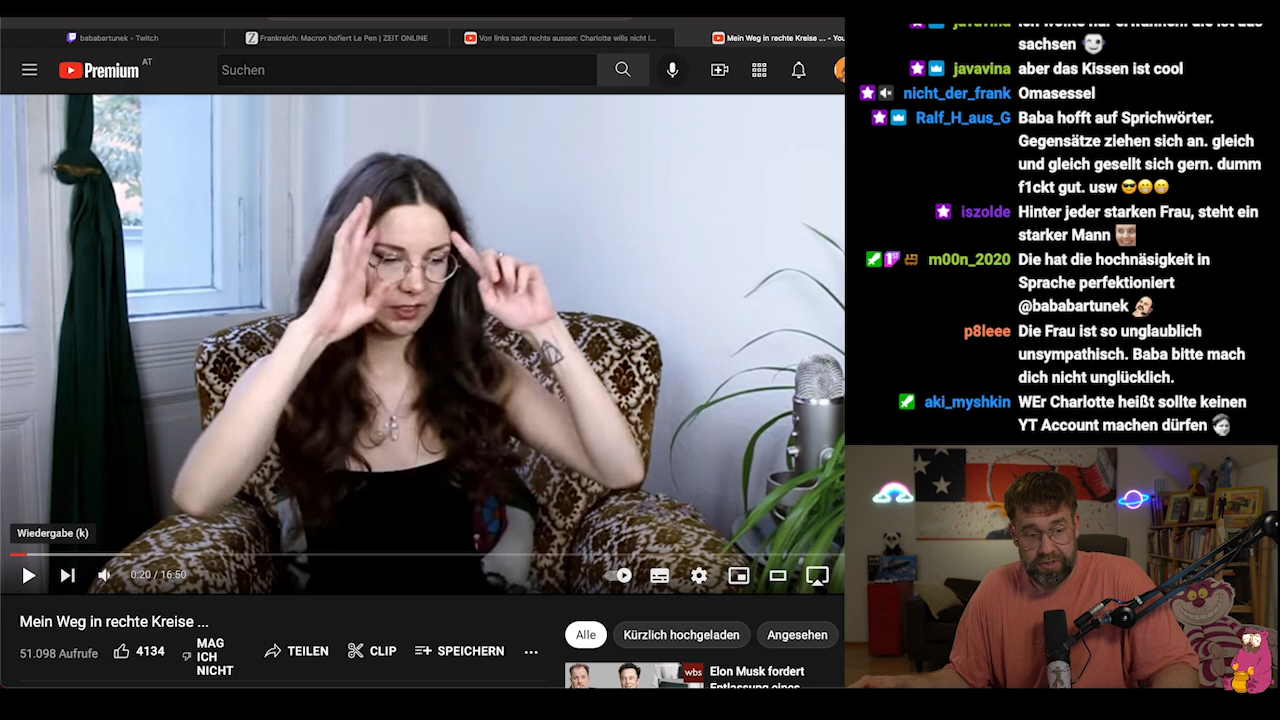 bababartunek - Twitch
Frankreich: Macron hofiert Le Pen | ZEIT ONLINE
Von links nach rechts aussen: Charlotte wills nicht l...
Mein Weg in rechte Kreise ... - You
Premium AT
Suchen
sachsen
javavina aber das Kissen ist cool
nicht_der_frank Omasessel
Ralf_H_aus_G Baba hofft auf Sprichwörter.
Gegensätze ziehen sich an. gleich
und gleich gesellt sich gern. dumm
f1ckt gut. usw 😎😁😁
iszolde Hinter jeder starken Frau, steht ein
starker Mann
m00n_2020 Die hat die hochnäsigkeit in
Sprache perfektioniert
@bababartunek
p8leee Die Frau ist so unglaublich
unsympathisch. Baba bitte mach
dich nicht unglücklich.
aki_myshkin WEr Charlotte heißt sollte keinen
YT Account machen dürfen
Wiedergabe (k)
0:20 / 16:50
Mein Weg in rechte Kreise ...
51.098 Aufrufe
4134
MAG
ICH
NICHT
TEILEN
CLIP
SPEICHERN
Alle
Kürzlich hochgeladen
Angesehen
wbs
Elon Musk fordert
Entlassung eines